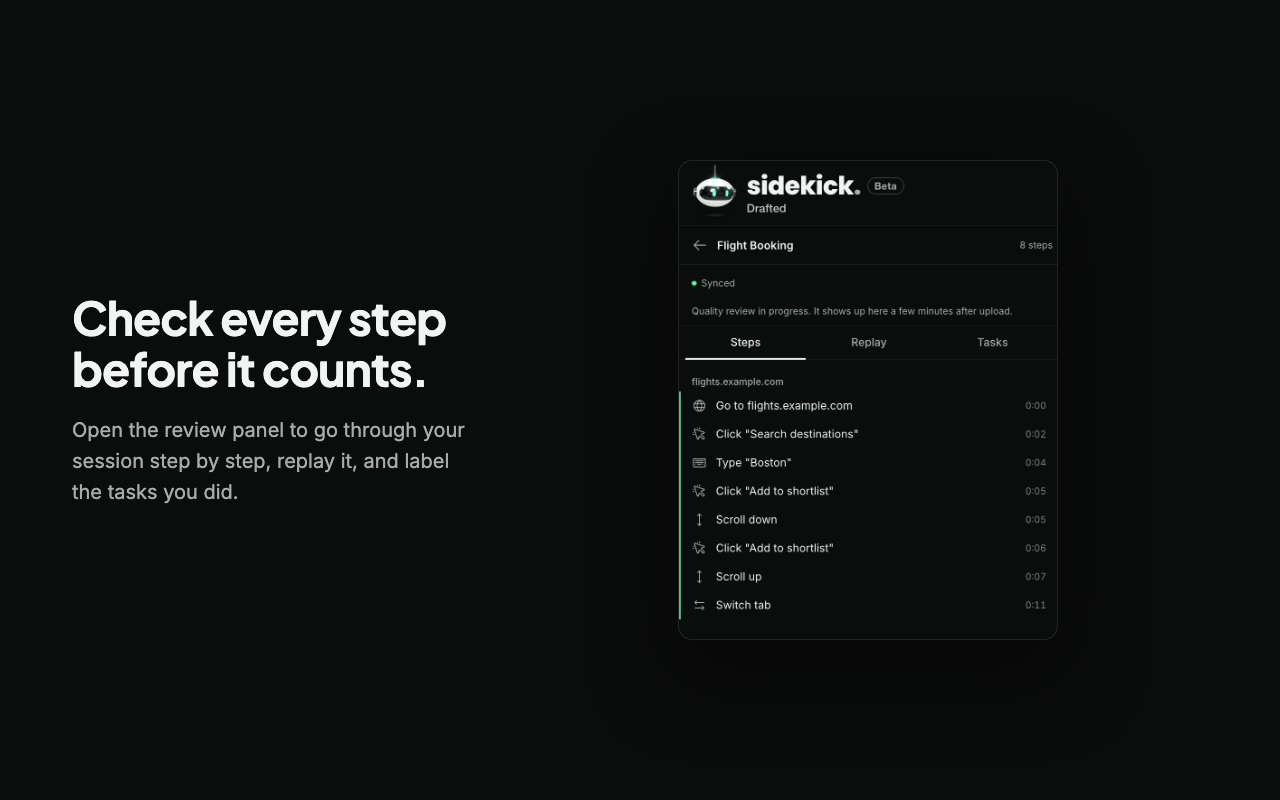 Check every step
before it counts.
Open the review panel to go through your
session step by step, replay it, and label
the tasks you did.
sidekick. Beta
Drafted
Flight Booking 8 steps
Synced
Quality review in progress. It shows up here a few minutes after upload.
Steps Replay Tasks
flights.example.com
Go to flights.example.com 0:00
Click "Search destinations" 0:02
Type "Boston" 0:04
Click "Add to shortlist" 0:05
Scroll down 0:05
Click "Add to shortlist" 0:06
Scroll up 0:07
Switch tab 0:11